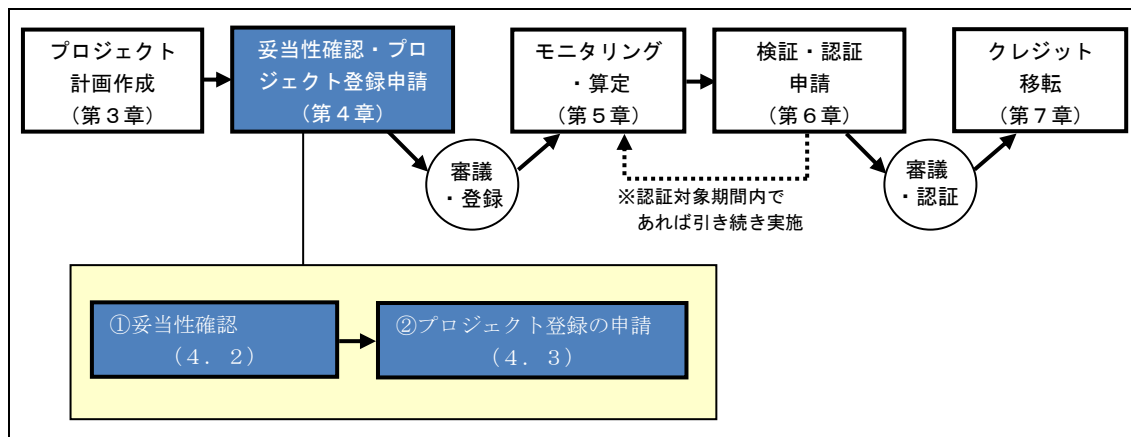 プロジェクト
計画作成
（第３章）
妥当性確認・プロ
ジェクト登録申請
（第４章）
モニタリング
・算定
（第５章）
検証・認証
申請
（第６章）
クレジット
移転
（第７章）
審議
・登録
※認証対象期間内で
あれば引き続き実施
審議
・認証
①妥当性確認
（４．２）
②プロジェクト登録の申請
（４．３）